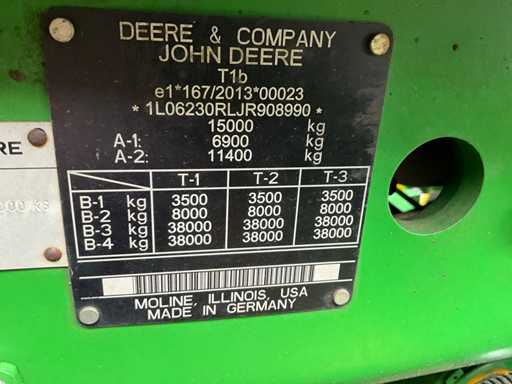 DEERE & COMPANY
JOHN DEERE
T1b
e1*167/2013*00023
* 1L06230RLJR908990 *
15000 kg
A-1: 6900 kg
A-2: 11400 kg
T-1 T-2 T-3
B-1 kg 3500 3500 3500
B-2 kg 8000 8000 8000
B-3 kg 38000 38000 38000
B-4 kg 38000 38000 38000
MOLINE, ILLINOIS, USA
MADE IN GERMANY
RE
KG